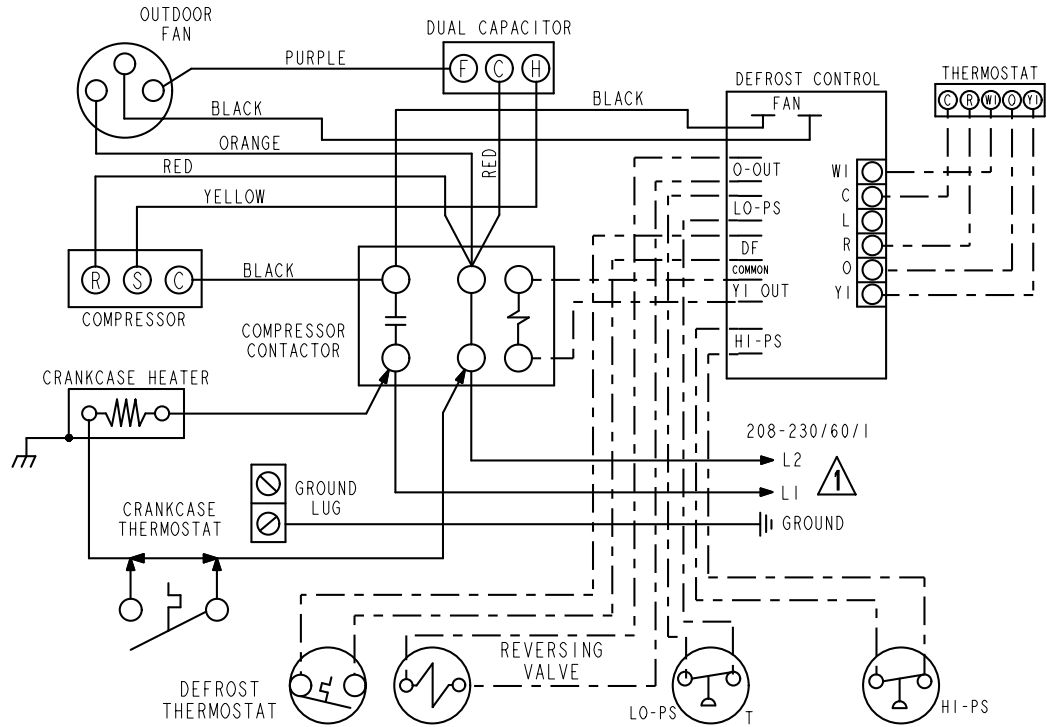 OUTDOOR
FAN
DUAL CAPACITOR
PURPLE
F C H
DEFROST CONTROL
THERMOSTAT
C R WI O YI
BLACK
FAN
BLACK
ORANGE
RED
RED
YELLOW
O-OUT
WI
C
LO-PS
L
DF
R
COMMON
O
YI OUT
YI
HI-PS
R S C
BLACK
COMPRESSOR
COMPRESSOR
CONTACTOR
CRANKCASE HEATER
208-230/60/I
L2
1
LI
GROUND
GROUND
LUG
CRANKCASE
THERMOSTAT
REVERSING
VALVE
DEFROST
THERMOSTAT
LO-PS
T
HI-PS